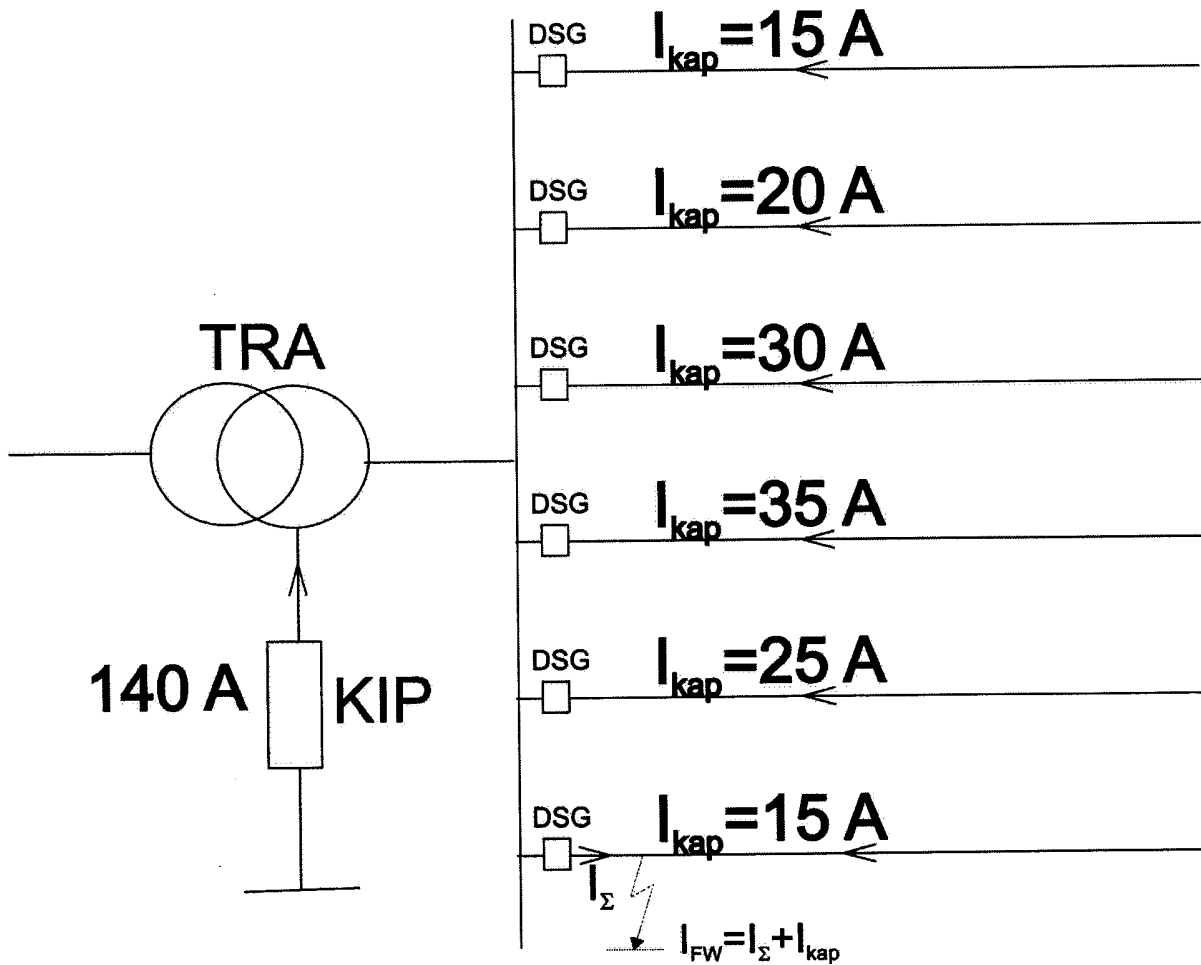 DSG
I_kap=15 A
DSG
I_kap=20 A
DSG
I_kap=30 A
TRA
DSG
I_kap=35 A
140 A
KIP
DSG
I_kap=25 A
DSG
I_kap=15 A
I_Σ
I_FW=I_Σ+I_kap